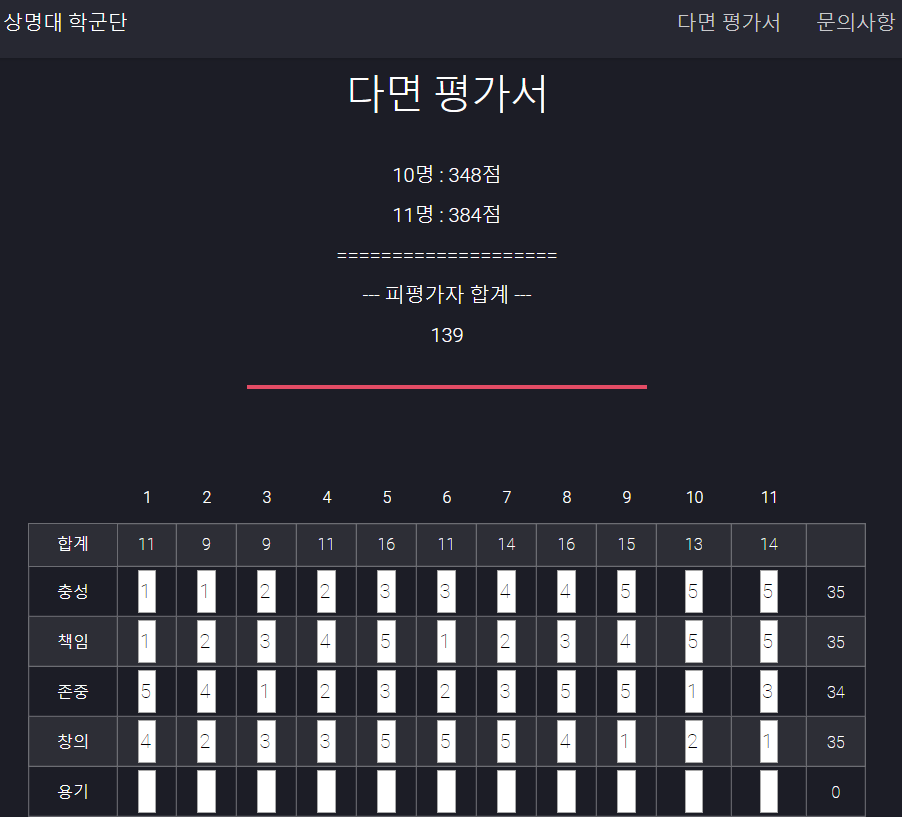 상명대 학군단 다면 평가서 문의사항
다면 평가서
10명 : 348점
11명 : 384점
====================
--- 피평가자 합계 ---
139
1 2 3 4 5 6 7 8 9 10 11
합계 11 9 9 11 16 11 14 16 15 13 14
충성 1 1 2 2 3 3 4 4 5 5 5 35
책임 1 2 3 4 5 1 2 3 4 5 5 35
존중 5 4 1 2 3 2 3 5 5 1 3 34
창의 4 2 3 3 5 5 5 4 1 2 1 35
용기 0